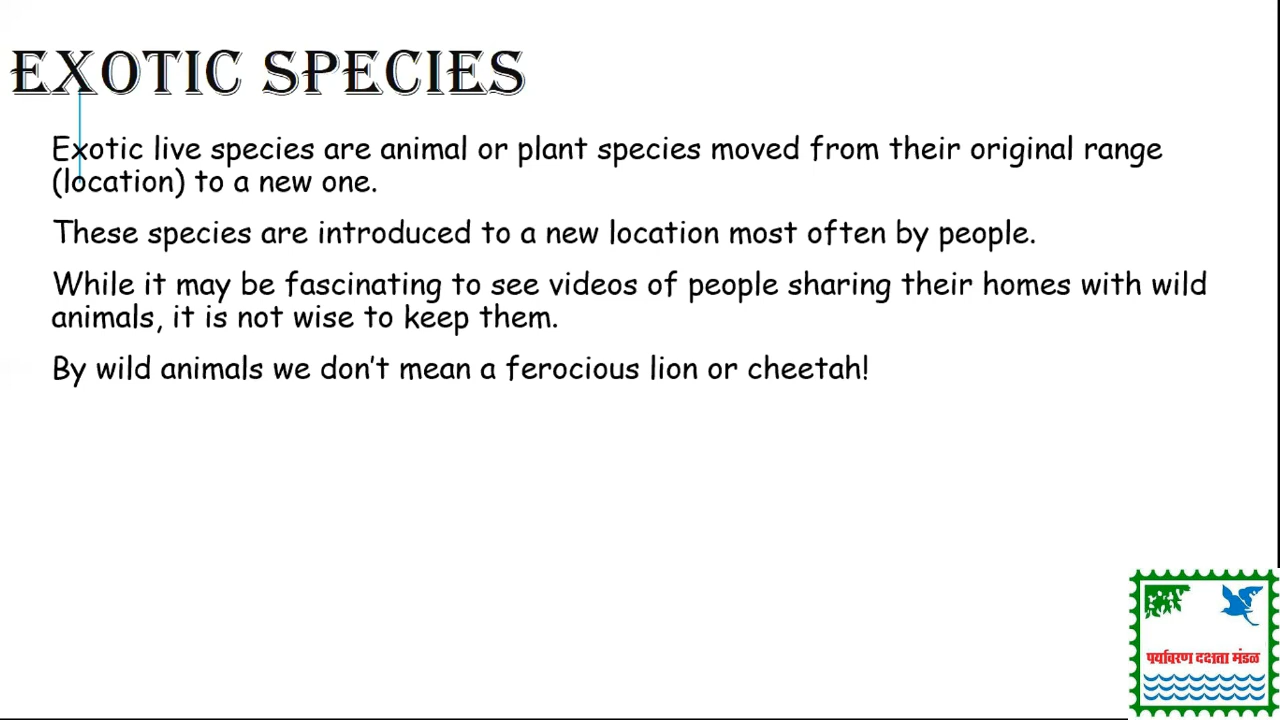 EXOTIC SPECIES
Exotic live species are animal or plant species moved from their original range
(location) to a new one.
These species are introduced to a new location most often by people.
While it may be fascinating to see videos of people sharing their homes with wild
animals, it is not wise to keep them.
By wild animals we don't mean a ferocious lion or cheetah!
पर्यावरण दक्षता मंडळ